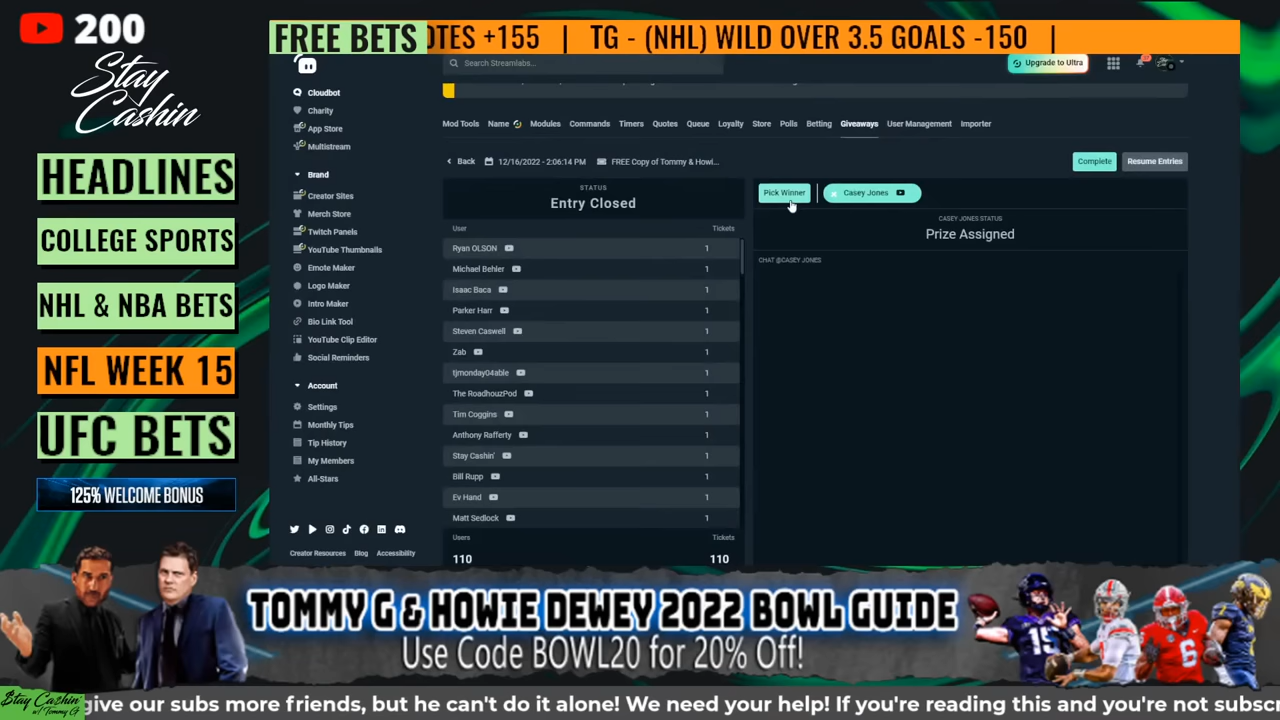 200
Stay
Cashin
HEADLINES
COLLEGE SPORTS
NHL & NBA BETS
NFL WEEK 15
UFC BETS
125% WELCOME BONUS
FREE BETS
OTES +155 | TG - (NHL) WILD OVER 3.5 GOALS -150 |
Search Streamlabs...
Upgrade to Ultra
Cloudbot
Charity
App Store
Multistream
Brand
Creator Sites
Merch Store
Twitch Panels
YouTube Thumbnails
Emote Maker
Logo Maker
Intro Maker
Bio Link Tool
YouTube Clip Editor
Social Reminders
Account
Settings
Monthly Tips
Tip History
My Members
All-Stars
Creator Resources Blog Accessibility
Mod Tools Name Modules Commands Timers Quotes Queue Loyalty Store Polls Betting Giveaways User Management Importer
Back 12/16/2022 - 2:06:14 PM FREE Copy of Tommy & Howi...
Complete Resume Entries
STATUS
Entry Closed
User Tickets
Ryan OLSON 1
Michael Behler 1
Isaac Baca 1
Parker Harr 1
Steven Caswell 1
Zab 1
tjmonday04able 1
The RoadhouzPod 1
Tim Coggins 1
Anthony Rafferty 1
Stay Cashin' 1
Bill Rupp 1
Ev Hand 1
Matt Sedlock 1
Users Tickets
110 110
Pick Winner Casey Jones
CASEY JONES STATUS
Prize Assigned
CHAT @CASEY JONES
TOMMY G & HOWIE DEWEY 2022 BOWL GUIDE
Use Code BOWL20 for 20% Off!
15
6
Stay Cashin'
w/ Tommy G
give our subs more friends, but he can't do it alone! We need your help! If you're reading this and you're not subsc